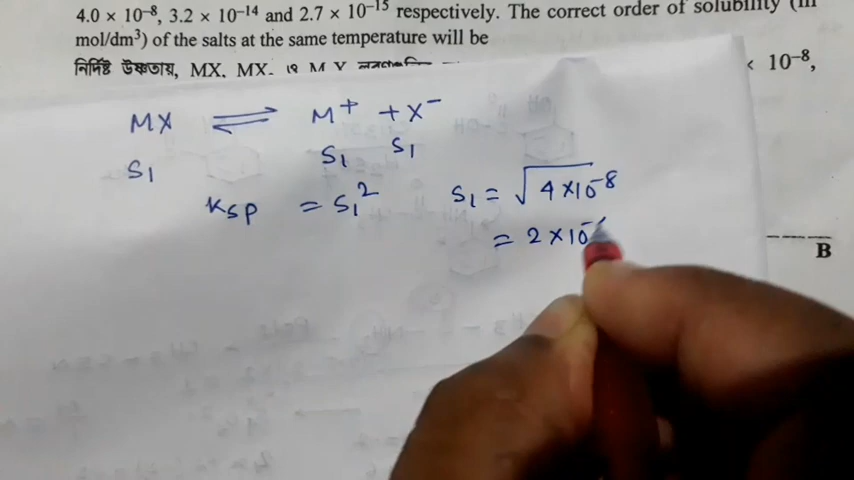 4.0 × 10⁻⁸, 3.2 × 10⁻¹⁴ and 2.7 × 10⁻¹⁵ respectively. The correct order of solubility (in
mol/dm³) of the salts at the same temperature will be
নির্দিষ্ট উষ্ণতায়, MX, MX
< 10⁻⁸,
MX ⇌ M⁺ + X⁻
S₁ S₁ S₁
Ksp = S₁² S₁ = √4×10⁻⁸
= 2×10⁻
B